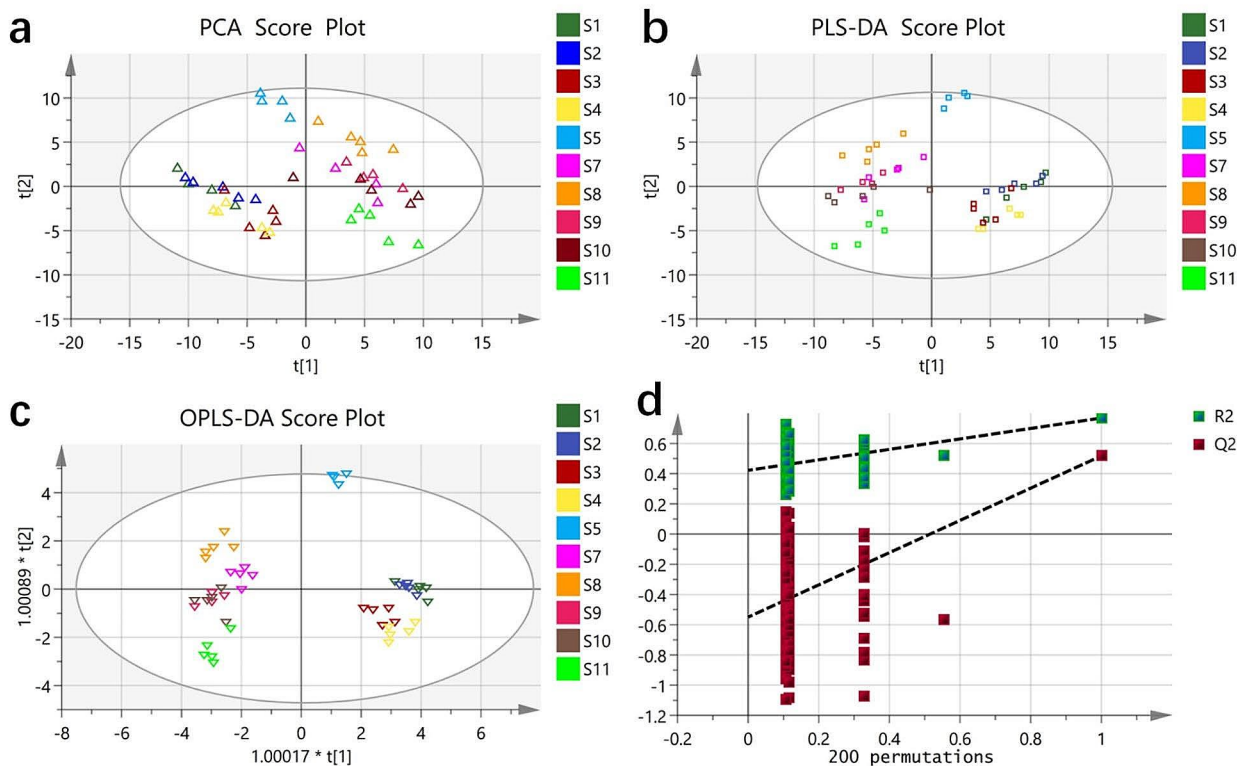 a
PCA Score Plot
t[2]
10
5
0
-5
-10
-15
-20 -15 -10 -5 0 5 10 15
t[1]
S1
S2
S3
S4
S5
S7
S8
S9
S10
S11
b
PLS-DA Score Plot
t[2]
10
5
0
-5
-10
-15
-20 -15 -10 -5 0 5 10 15
t[1]
S1
S2
S3
S4
S5
S7
S8
S9
S10
S11
c
OPLS-DA Score Plot
1.00089 * t[2]
4
2
0
-2
-4
-8 -6 -4 -2 0 2 4 6
1.00017 * t[1]
S1
S2
S3
S4
S5
S7
S8
S9
S10
S11
d
0.6
0.4
0.2
0
-0.2
-0.4
-0.6
-0.8
-1
-1.2
-0.2 0 0.2 0.4 0.6 0.8 1
200 permutations
R2
Q2